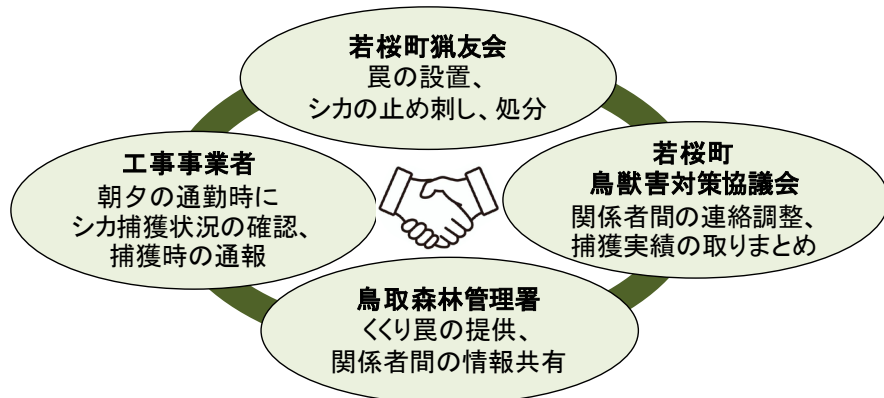 若桜町猟友会
罠の設置、
シカの止め刺し、処分
工事事業者
朝夕の通勤時に
シカ捕獲状況の確認、
捕獲時の通報
若桜町
鳥獣害対策協議会
関係者間の連絡調整、
捕獲実績の取りまとめ
鳥取森林管理署
くくり罠の提供、
関係者間の情報共有